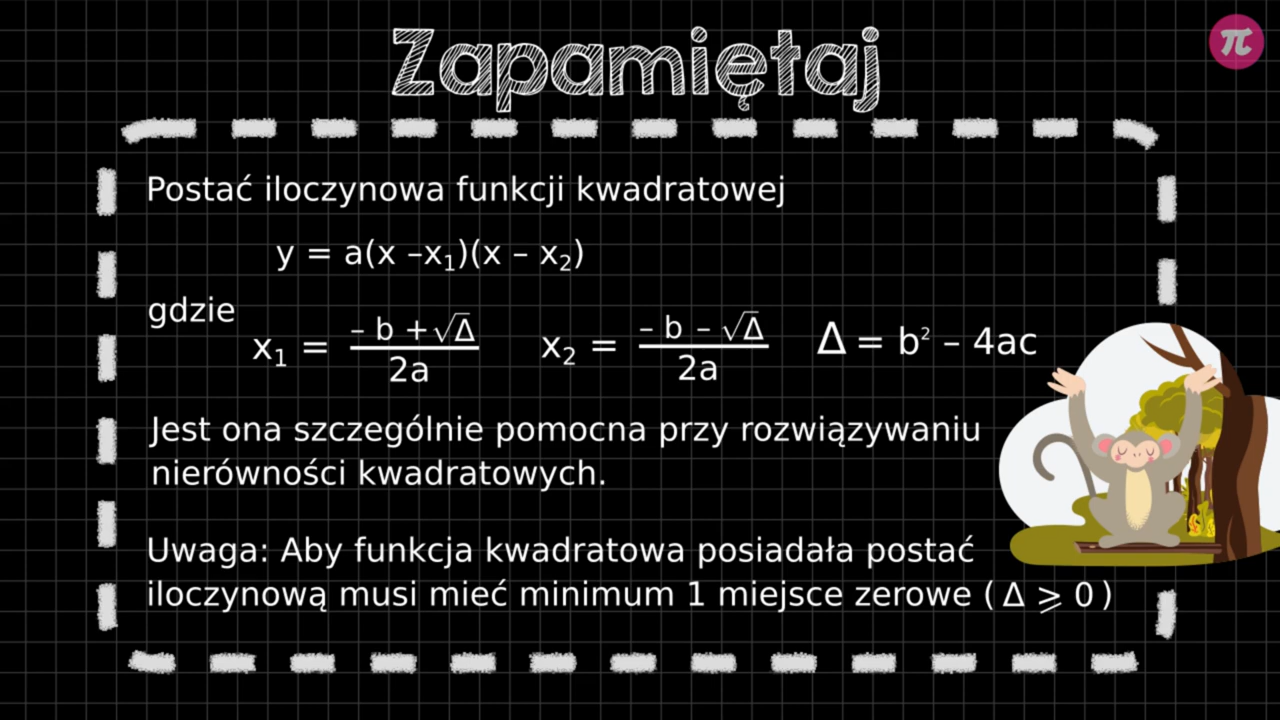 Zapamiętaj
π
Postać iloczynowa funkcji kwadratowej
y = a(x –x₁)(x – x₂)
gdzie
x₁ = – b + √Δ / 2a x₂ = – b – √Δ / 2a Δ = b² – 4ac
Jest ona szczególnie pomocna przy rozwiązywaniu
nierówności kwadratowych.
Uwaga: Aby funkcja kwadratowa posiadała postać
iloczynową musi mieć minimum 1 miejsce zerowe ( Δ ⩾ 0 )